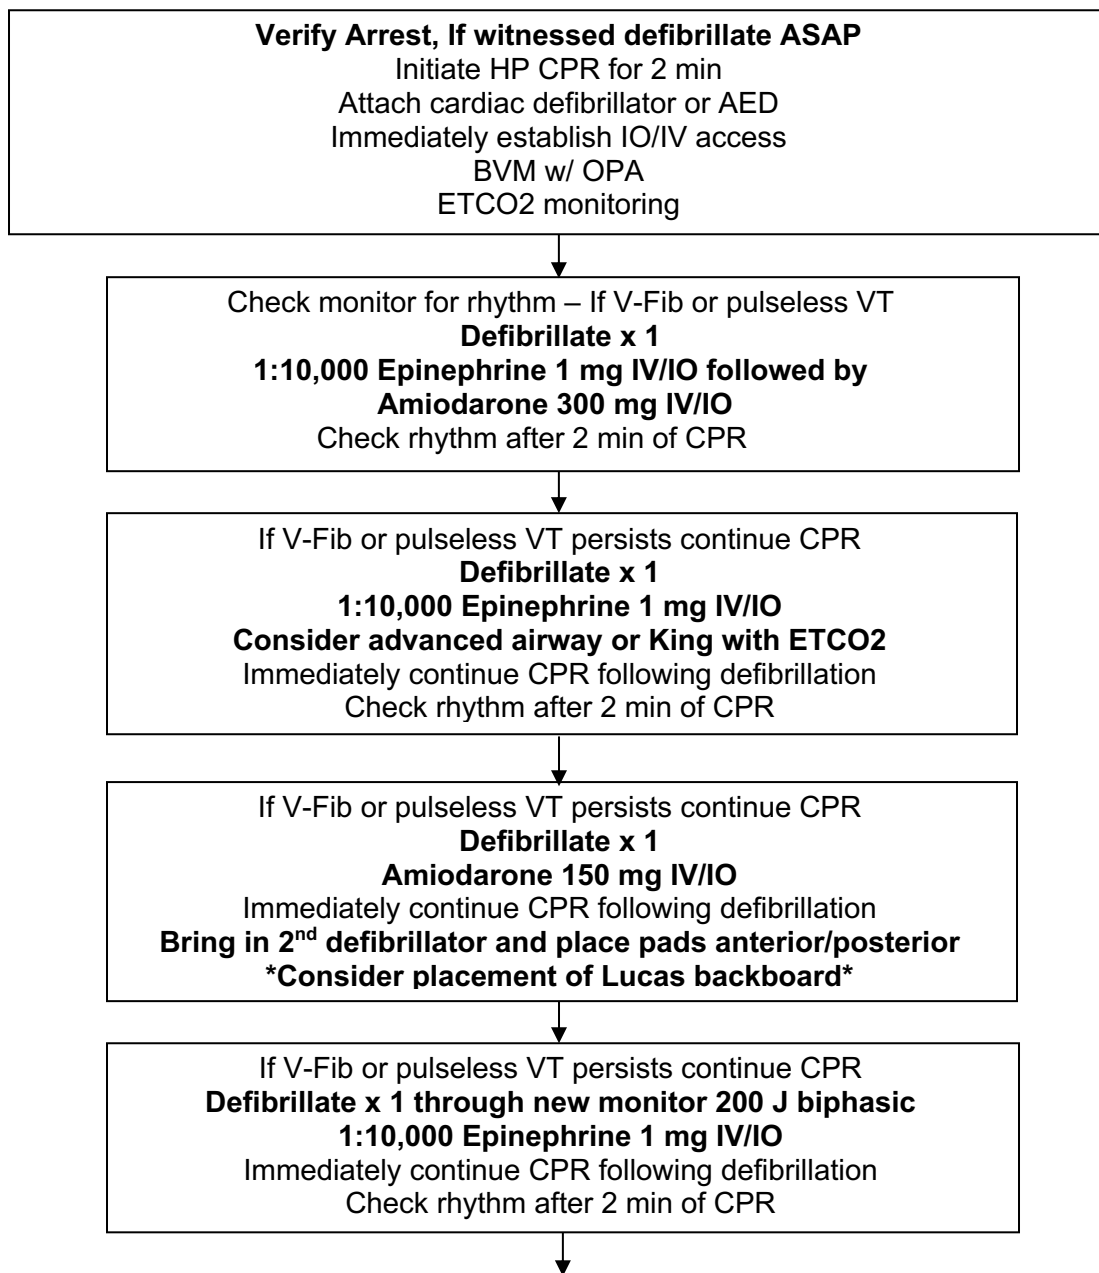 Verify Arrest, If witnessed defibrillate ASAP
Initiate HP CPR for 2 min
Attach cardiac defibrillator or AED
Immediately establish IO/IV access
BVM w/ OPA
ETCO2 monitoring
Check monitor for rhythm – If V-Fib or pulseless VT
Defibrillate x 1
1:10,000 Epinephrine 1 mg IV/IO followed by
Amiodarone 300 mg IV/IO
Check rhythm after 2 min of CPR
If V-Fib or pulseless VT persists continue CPR
Defibrillate x 1
1:10,000 Epinephrine 1 mg IV/IO
Consider advanced airway or King with ETCO2
Immediately continue CPR following defibrillation
Check rhythm after 2 min of CPR
If V-Fib or pulseless VT persists continue CPR
Defibrillate x 1
Amiodarone 150 mg IV/IO
Immediately continue CPR following defibrillation
Bring in 2nd defibrillator and place pads anterior/posterior
*Consider placement of Lucas backboard*
If V-Fib or pulseless VT persists continue CPR
Defibrillate x 1 through new monitor 200 J biphasic
1:10,000 Epinephrine 1 mg IV/IO
Immediately continue CPR following defibrillation
Check rhythm after 2 min of CPR